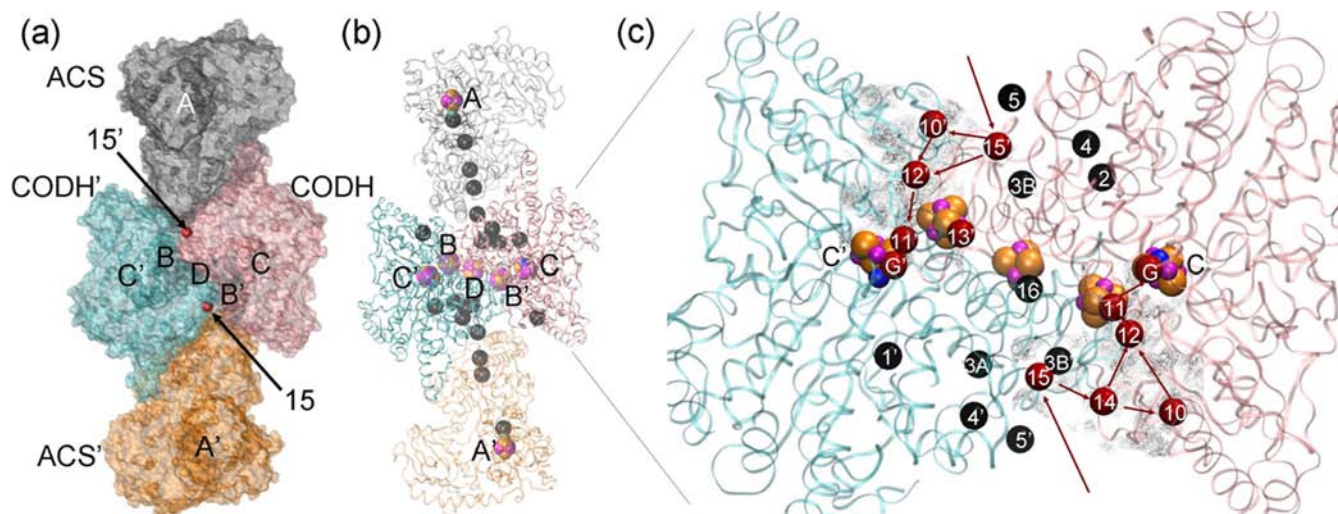 (a)
ACS
A
15'
CODH'
CODH
B
C'
D
C
B'
15
ACS'
A'
(b)
A
B
C'
D
B'
C
A'
(c)
5
10'
15'
4
12'
3B
2
11'
13'
C'
G'
G
C
16
11
12
1'
3A
3B'
15
14
10
4'
5'